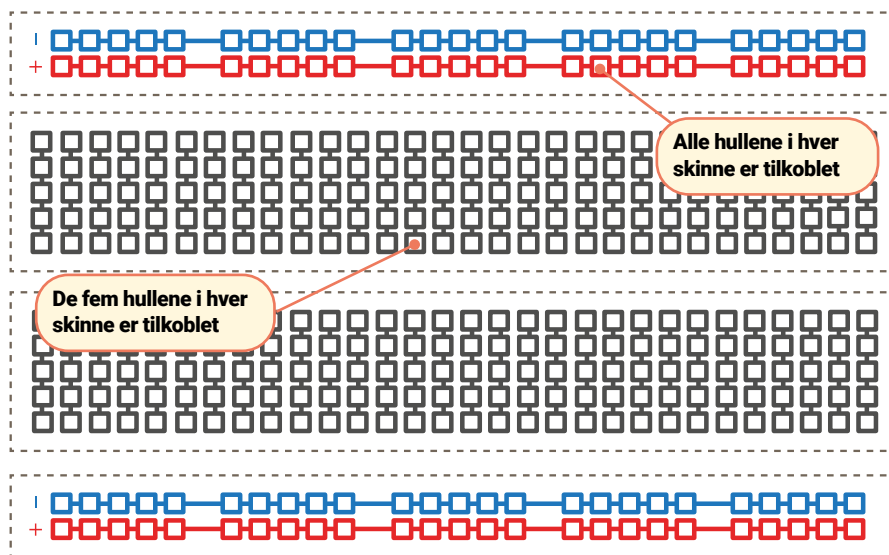 -
+
Alle hullene i hver
skinne er tilkoblet
De fem hullene i hver
skinne er tilkoblet
-
+